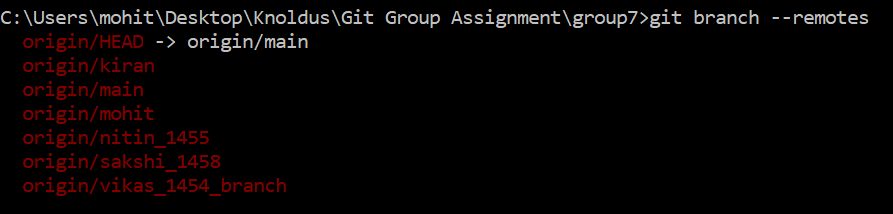 C:\Users\mohit\Desktop\Knoldus\Git Group Assignment\group7>git branch --remotes
origin/HEAD -> origin/main
origin/kiran
origin/main
origin/mohit
origin/nitin_1455
origin/sakshi_1458
origin/vikas_1454_branch